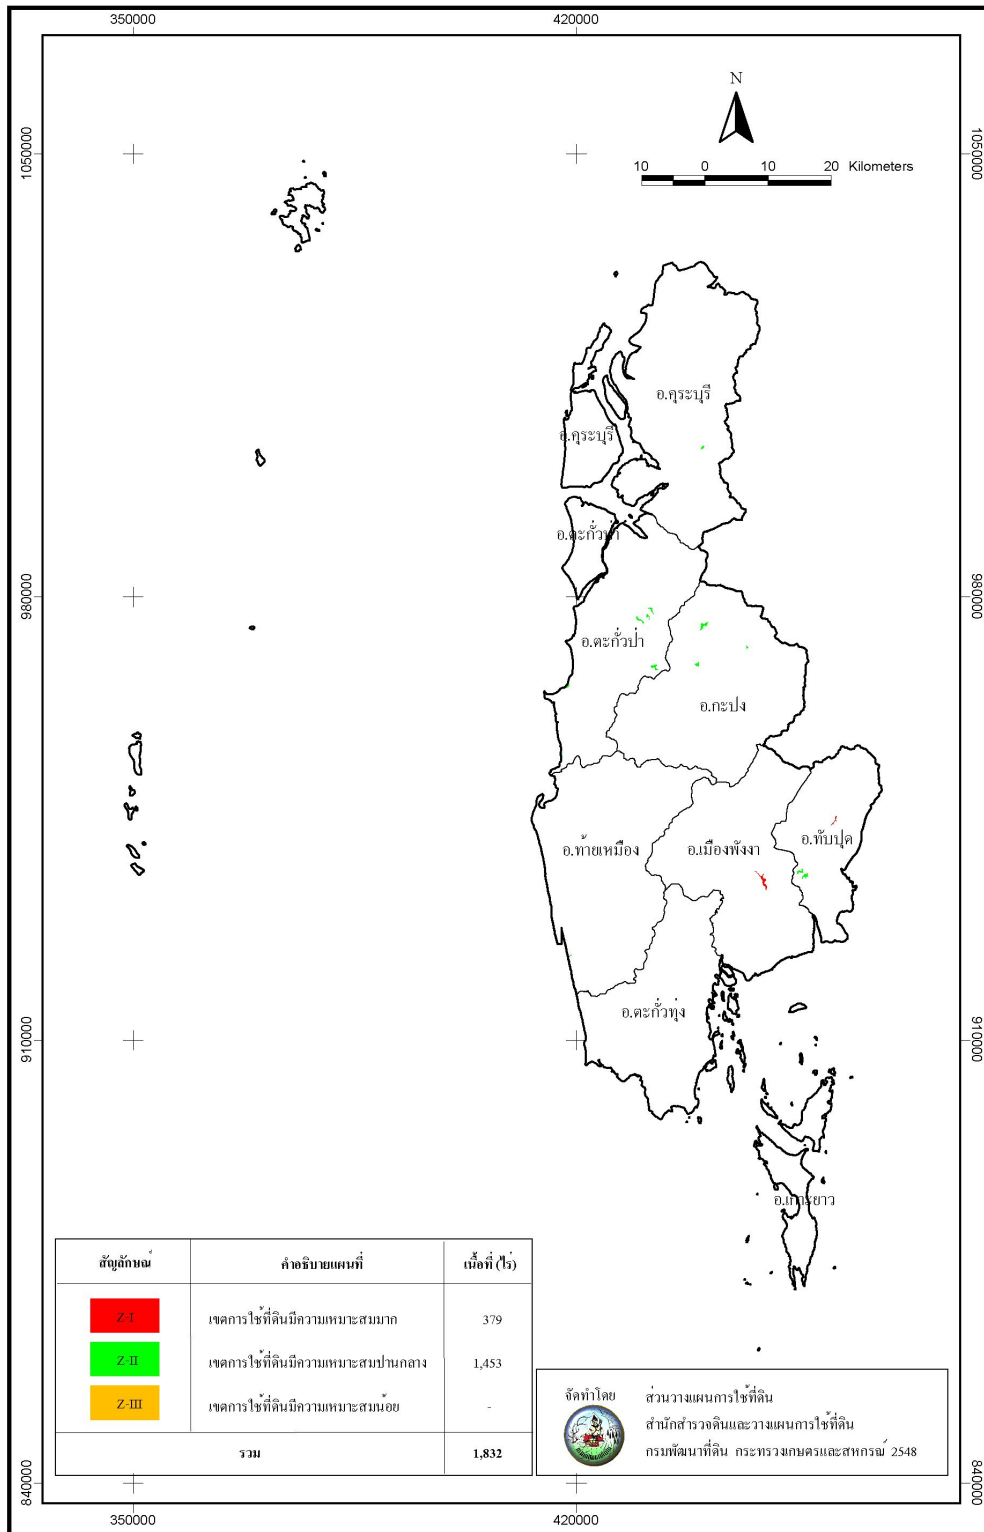 350000
420000
N
1050000
1050000
10 0 10 20 Kilometers
อ.คุระบุรี
อ.คุระบุรี
อ.ตะกั่วป่า
980000
980000
อ.ตะกั่วป่า
อ.กะปง
อ.ท้ายเหมือง
อ.เมืองพังงา
อ.ทับปุด
อ.ตะกั่วทุ่ง
910000
910000
อ.เกาะยาว
สัญลักษณ์ คำอธิบายแผนที่ เนื้อที่ (ไร่)
Z-I เขตการใช้ที่ดินมีความเหมาะสมมาก 379
Z-II เขตการใช้ที่ดินมีความเหมาะสมปานกลาง 1,453
Z-III เขตการใช้ที่ดินมีความเหมาะสมน้อย -
รวม 1,832
จัดทำโดย ส่วนวางแผนการใช้ที่ดิน
สำนักสำรวจดินและวางแผนการใช้ที่ดิน
กรมพัฒนาที่ดิน กระทรวงเกษตรและสหกรณ์ 2548
840000
840000
350000
420000